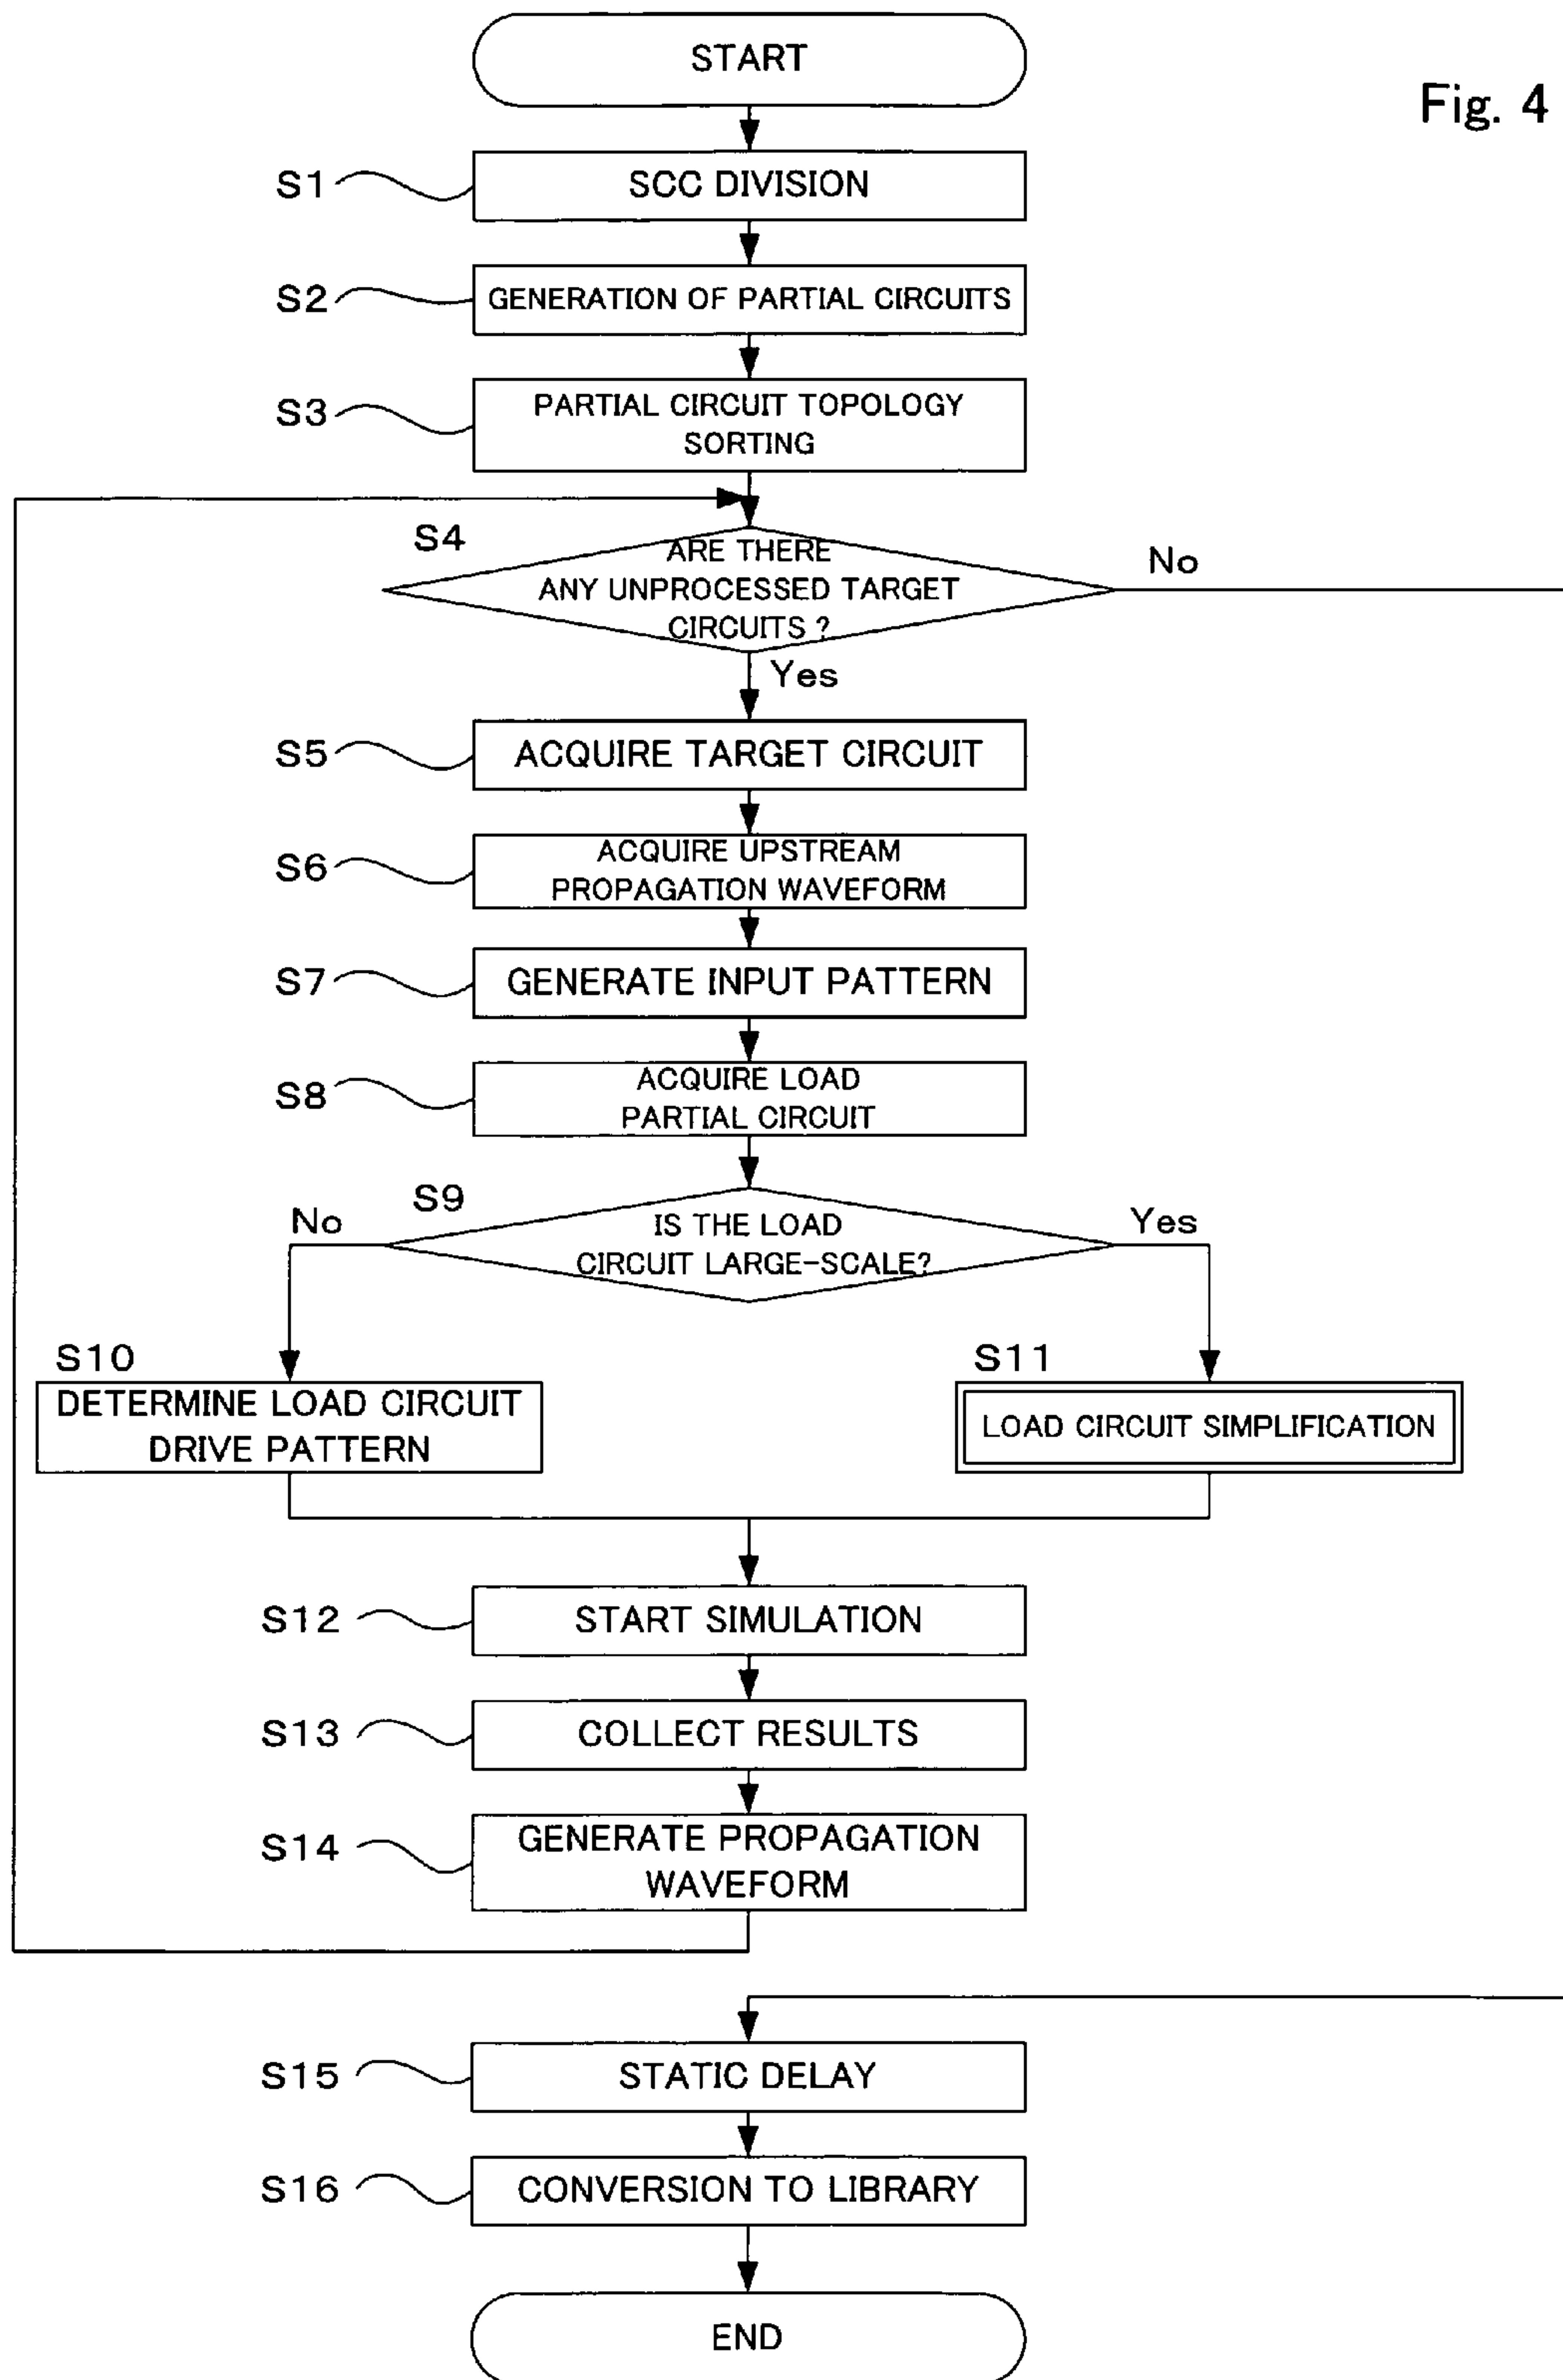 START
Fig. 4
S1
SCC DIVISION
S2
GENERATION OF PARTIAL CIRCUITS
S3
PARTIAL CIRCUIT TOPOLOGY
SORTING
S4
ARE THERE
ANY UNPROCESSED TARGET
CIRCUITS ?
No
Yes
S5
ACQUIRE TARGET CIRCUIT
S6
ACQUIRE UPSTREAM
PROPAGATION WAVEFORM
S7
GENERATE INPUT PATTERN
S8
ACQUIRE LOAD
PARTIAL CIRCUIT
S9
No
IS THE LOAD
CIRCUIT LARGE-SCALE?
Yes
S10
DETERMINE LOAD CIRCUIT
DRIVE PATTERN
S11
LOAD CIRCUIT SIMPLIFICATION
S12
START SIMULATION
S13
COLLECT RESULTS
S14
GENERATE PROPAGATION
WAVEFORM
S15
STATIC DELAY
S16
CONVERSION TO LIBRARY
END